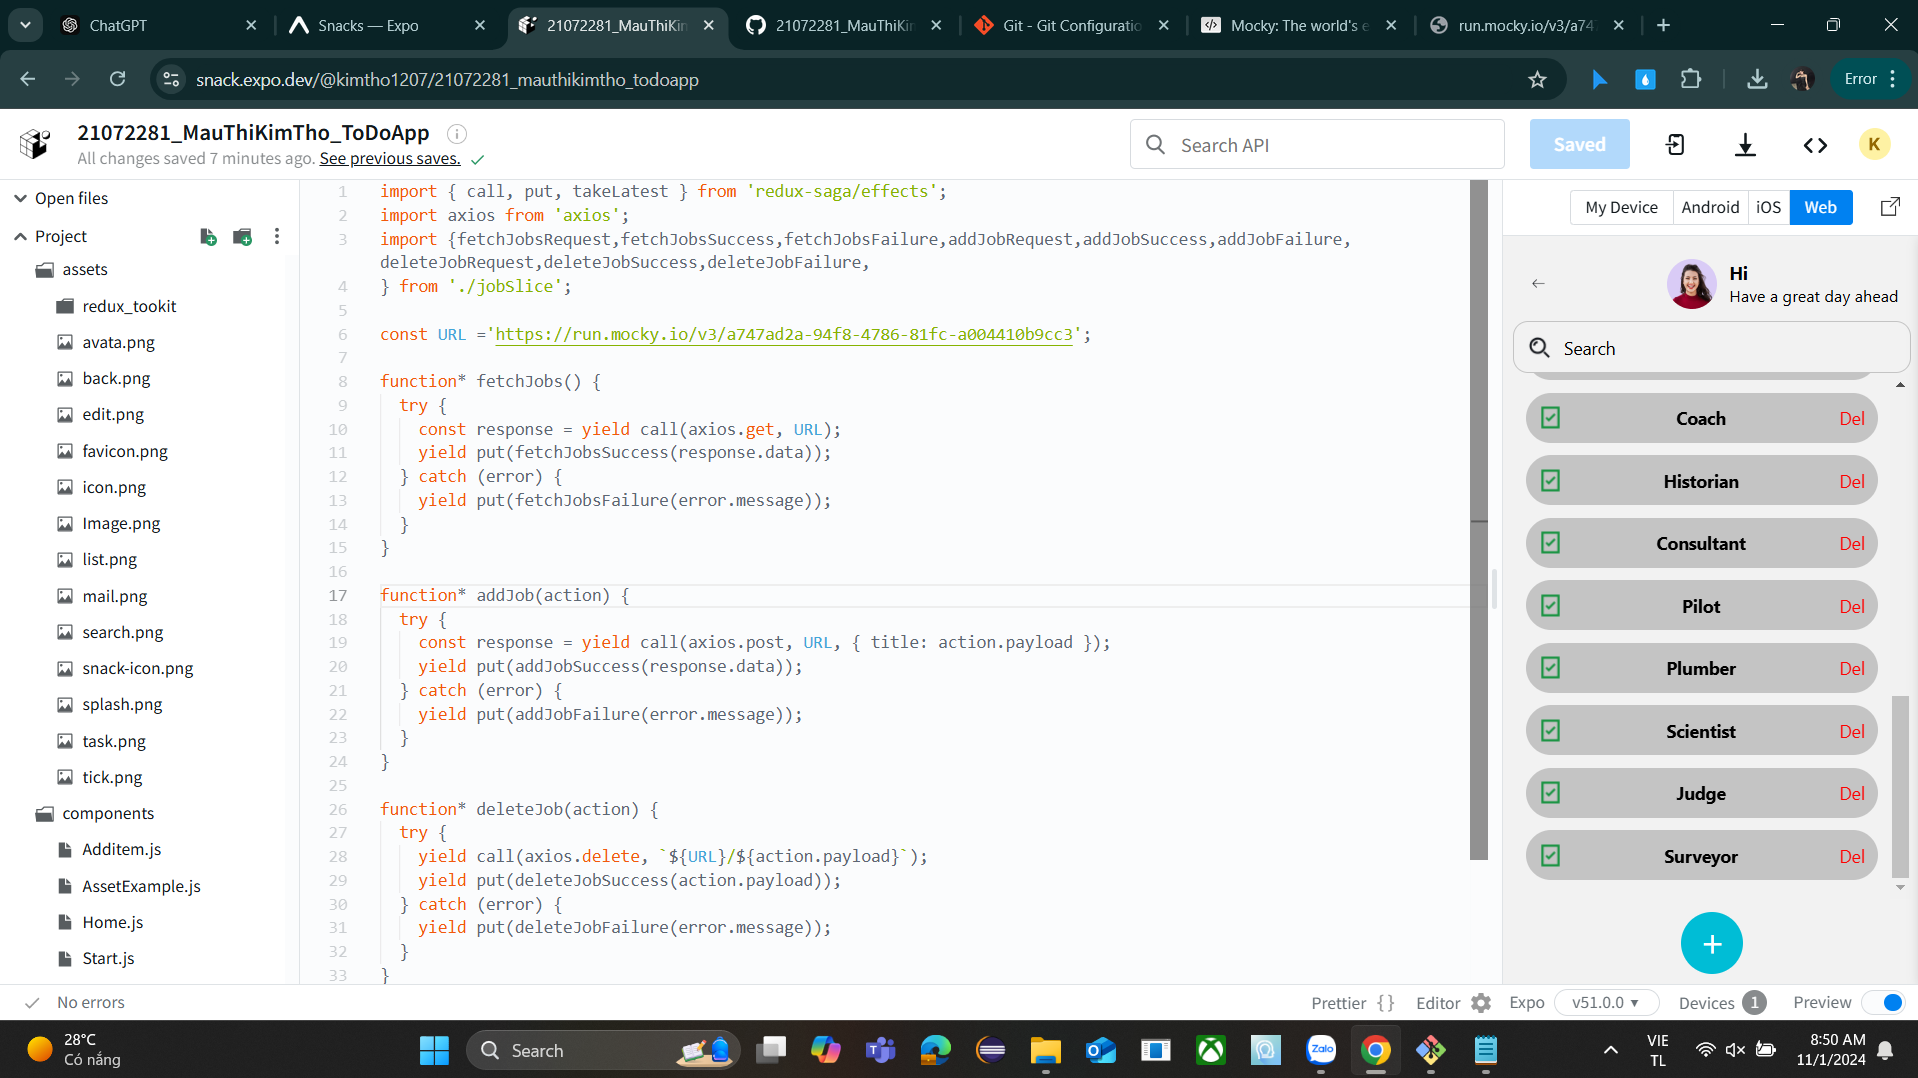 ChatGPT
Snacks — Expo
21072281_MauThiKin
21072281_MauThiKin
Git - Git Configuratio
Mocky: The world's e
run.mocky.io/v3/a747
snack.expo.dev/@kimtho1207/21072281_mauthikimtho_todoapp
Error
21072281_MauThiKimTho_ToDoApp
All changes saved 7 minutes ago. See previous saves.
Search API
Saved
K
Open files
Project
assets
redux_tookit
avata.png
back.png
edit.png
favicon.png
icon.png
Image.png
list.png
mail.png
search.png
snack-icon.png
splash.png
task.png
tick.png
components
Additem.js
AssetExample.js
Home.js
Start.js
1 import { call, put, takeLatest } from 'redux-saga/effects';
2 import axios from 'axios';
3 import {fetchJobsRequest,fetchJobsSuccess,fetchJobsFailure,addJobRequest,addJobSuccess,addJobFailure,
deleteJobRequest,deleteJobSuccess,deleteJobFailure,
4 } from './jobSlice';
5
6 const URL ='https://run.mocky.io/v3/a747ad2a-94f8-4786-81fc-a004410b9cc3';
7
8 function* fetchJobs() {
9 try {
10 const response = yield call(axios.get, URL);
11 yield put(fetchJobsSuccess(response.data));
12 } catch (error) {
13 yield put(fetchJobsFailure(error.message));
14 }
15 }
16
17 function* addJob(action) {
18 try {
19 const response = yield call(axios.post, URL, { title: action.payload });
20 yield put(addJobSuccess(response.data));
21 } catch (error) {
22 yield put(addJobFailure(error.message));
23 }
24 }
25
26 function* deleteJob(action) {
27 try {
28 yield call(axios.delete, `${URL}/${action.payload}`);
29 yield put(deleteJobSuccess(action.payload));
30 } catch (error) {
31 yield put(deleteJobFailure(error.message));
32 }
33 }
My Device
Android
iOS
Web
Hi
Have a great day ahead
Search
Coach Del
Historian Del
Consultant Del
Pilot Del
Plumber Del
Scientist Del
Judge Del
Surveyor Del
+
No errors
Prettier { }
Editor
Expo
v51.0.0
Devices 1
Preview
28°C
Có nắng
Search
Zalo
VIE
TL
8:50 AM
11/1/2024